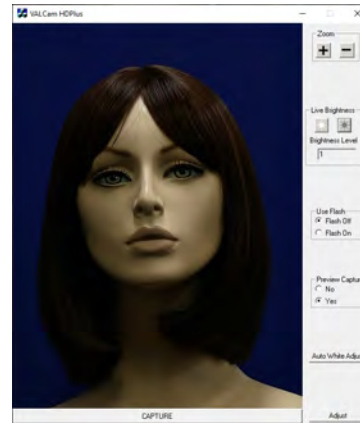 VALCam HDPlus
Zoom
Live Brightness
Brightness Level
1
Use Flash
Flash Off
Flash On
Preview Captur
No
Yes
Auto White Adju
CAPTURE
Adjust